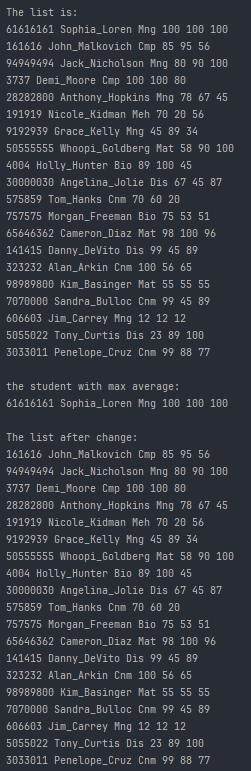 The list is:
61616161 Sophia_Loren Mng 100 100 100
161616 John_Malkovich Cmp 85 95 56
94949494 Jack_Nicholson Mng 80 90 100
3737 Demi_Moore Cmp 100 100 80
28282800 Anthony_Hopkins Mng 78 67 45
191919 Nicole_Kidman Meh 70 20 56
9192939 Grace_Kelly Mng 45 89 34
50555555 Whoopi_Goldberg Mat 58 90 100
4004 Holly_Hunter Bio 89 100 45
30000030 Angelina_Jolie Dis 67 45 87
575859 Tom_Hanks Cnm 70 60 20
757575 Morgan_Freeman Bio 75 53 51
65646362 Cameron_Diaz Mat 98 100 96
141415 Danny_DeVito Dis 99 45 89
323232 Alan_Arkin Cnm 100 56 65
98989800 Kim_Basinger Mat 55 55 55
7070000 Sandra_Bulloc Cnm 99 45 89
606603 Jim_Carrey Mng 12 12 12
5055022 Tony_Curtis Dis 23 89 100
3033011 Penelope_Cruz Cnm 99 88 77
the student with max average:
61616161 Sophia_Loren Mng 100 100 100
The list after change:
161616 John_Malkovich Cmp 85 95 56
94949494 Jack_Nicholson Mng 80 90 100
3737 Demi_Moore Cmp 100 100 80
28282800 Anthony_Hopkins Mng 78 67 45
191919 Nicole_Kidman Meh 70 20 56
9192939 Grace_Kelly Mng 45 89 34
50555555 Whoopi_Goldberg Mat 58 90 100
4004 Holly_Hunter Bio 89 100 45
30000030 Angelina_Jolie Dis 67 45 87
575859 Tom_Hanks Cnm 70 60 20
757575 Morgan_Freeman Bio 75 53 51
65646362 Cameron_Diaz Mat 98 100 96
141415 Danny_DeVito Dis 99 45 89
323232 Alan_Arkin Cnm 100 56 65
98989800 Kim_Basinger Mat 55 55 55
7070000 Sandra_Bulloc Cnm 99 45 89
606603 Jim_Carrey Mng 12 12 12
5055022 Tony_Curtis Dis 23 89 100
3033011 Penelope_Cruz Cnm 99 88 77